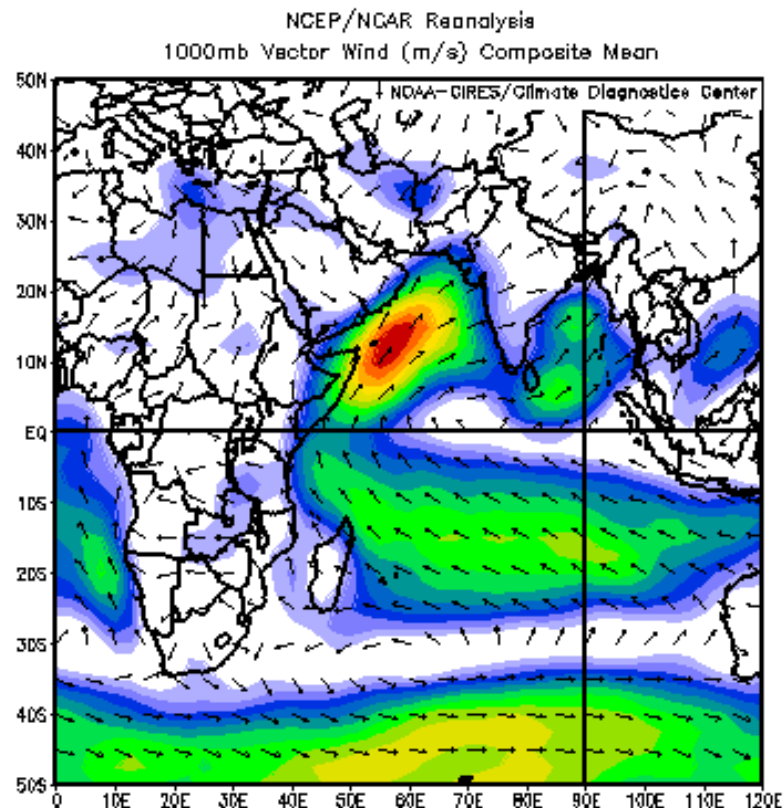 NCEP/NCAR Reanalysis
1000mb Vector Wind (m/s) Composite Mean
NOAA-CIRES/Climate Diagnostics Center
50N
40N
30N
20N
10N
EQ
10S
20S
30S
40S
50S
0 10E 20E 30E 40E 50E 60E 70E 80E 90E 100E 110E 120E